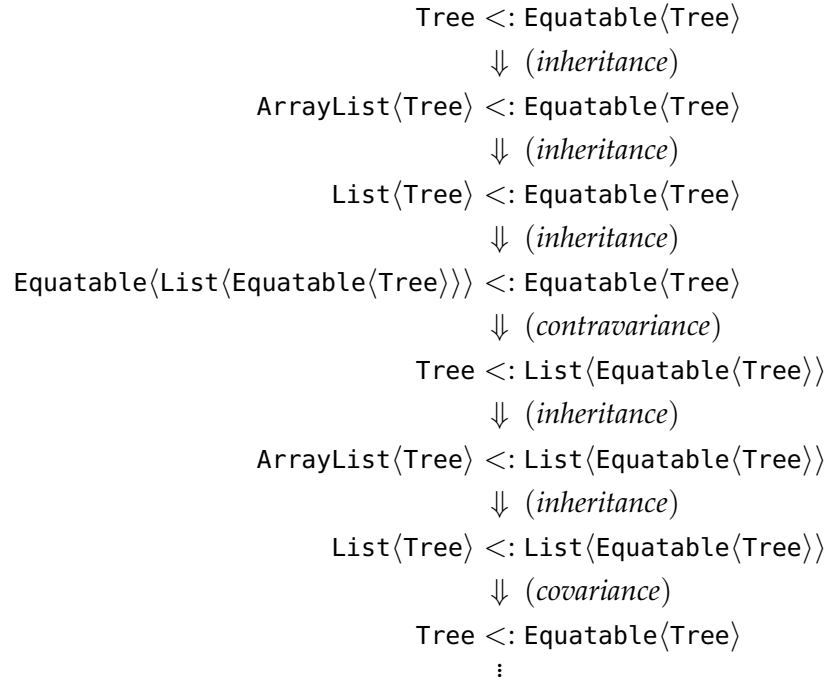 Tree <: Equatable⟨Tree⟩
⇓ (inheritance)
ArrayList⟨Tree⟩ <: Equatable⟨Tree⟩
⇓ (inheritance)
List⟨Tree⟩ <: Equatable⟨Tree⟩
⇓ (inheritance)
Equatable⟨List⟨Equatable⟨Tree⟩⟩⟩ <: Equatable⟨Tree⟩
⇓ (contravariance)
Tree <: List⟨Equatable⟨Tree⟩⟩
⇓ (inheritance)
ArrayList⟨Tree⟩ <: List⟨Equatable⟨Tree⟩⟩
⇓ (inheritance)
List⟨Tree⟩ <: List⟨Equatable⟨Tree⟩⟩
⇓ (covariance)
Tree <: Equatable⟨Tree⟩
⋮